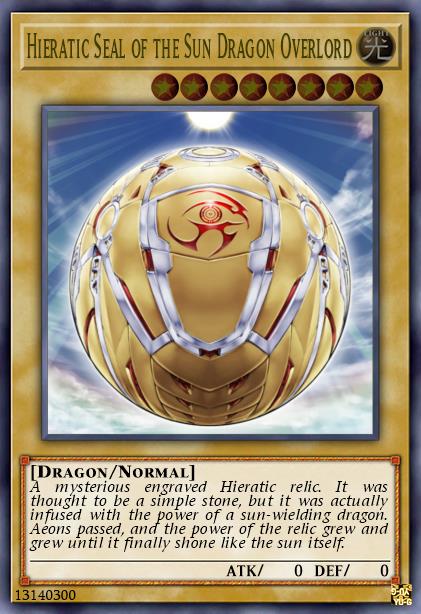 Hieratic Seal of the Sun Dragon Overlord
LIGHT
光
[Dragon/Normal]
A mysterious engraved Hieratic relic. It was
thought to be a simple stone, but it was actually
infused with the power of a sun-wielding dragon.
Aeons passed, and the power of the relic grew and
grew until it finally shone like the sun itself.
ATK/ 0 DEF/ 0
13140300